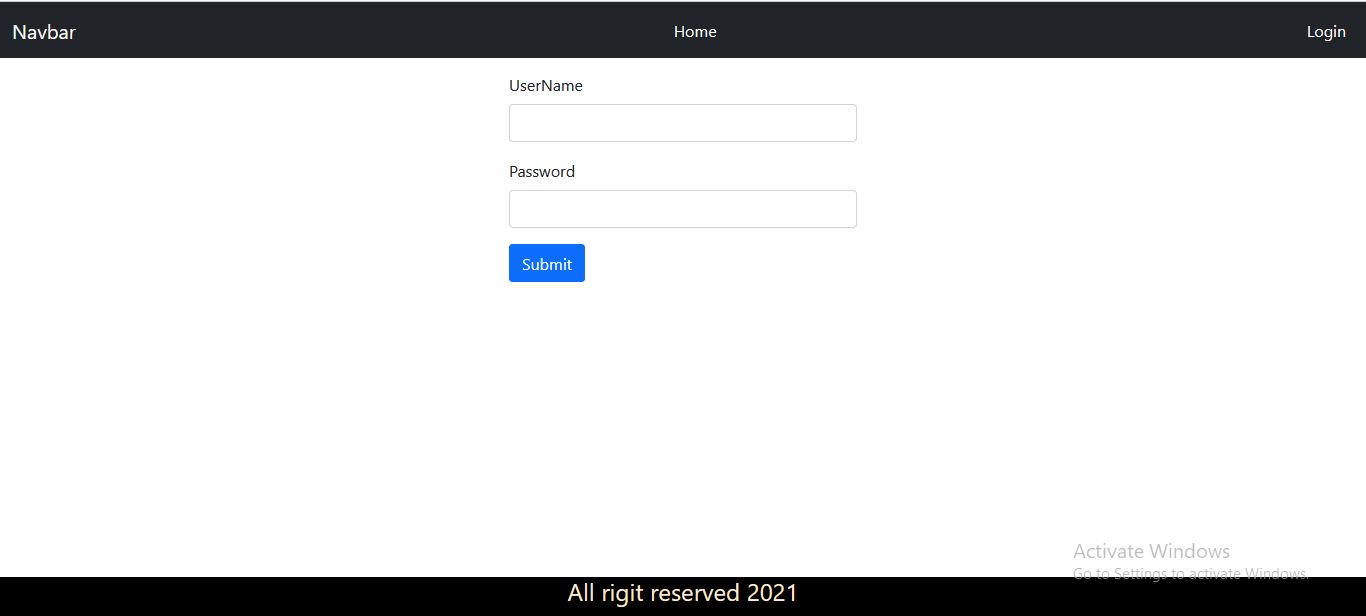 Navbar Home Login
UserName
Password
Submit
Activate Windows
Go to Settings to activate Windows.
All rigit reserved 2021